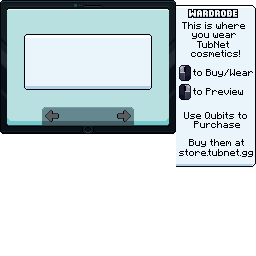 WARDROBE
This is where
you wear
TubNet
cosmetics!
to Buy/Wear
to Preview
Use Qubits to
Purchase
Buy them at
store.tubnet.gg